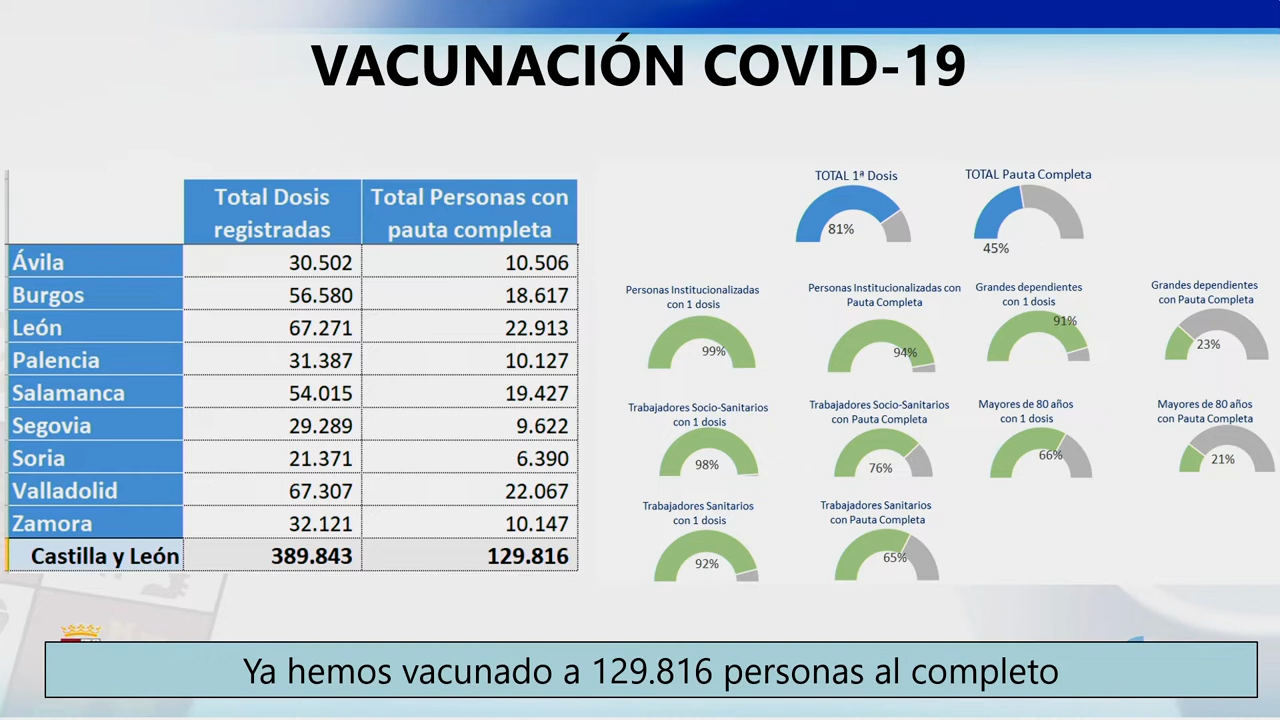 VACUNACIÓN COVID-19
Total Dosis
registradas
Total Personas con
pauta completa
Ávila 30.502 10.506
Burgos 56.580 18.617
León 67.271 22.913
Palencia 31.387 10.127
Salamanca 54.015 19.427
Segovia 29.289 9.622
Soria 21.371 6.390
Valladolid 67.307 22.067
Zamora 32.121 10.147
Castilla y León 389.843 129.816
TOTAL 1ª Dosis
81%
TOTAL Pauta Completa
45%
Personas Institucionalizadas
con 1 dosis
99%
Personas Institucionalizadas con
Pauta Completa
94%
Grandes dependientes
con 1 dosis
91%
Grandes dependientes
con Pauta Completa
23%
Trabajadores Socio-Sanitarios
con 1 dosis
98%
Trabajadores Socio-Sanitarios
con Pauta Completa
76%
Mayores de 80 años
con 1 dosis
66%
Mayores de 80 años
con Pauta Completa
21%
Trabajadores Sanitarios
con 1 dosis
92%
Trabajadores Sanitarios
con Pauta Completa
65%
Ya hemos vacunado a 129.816 personas al completo